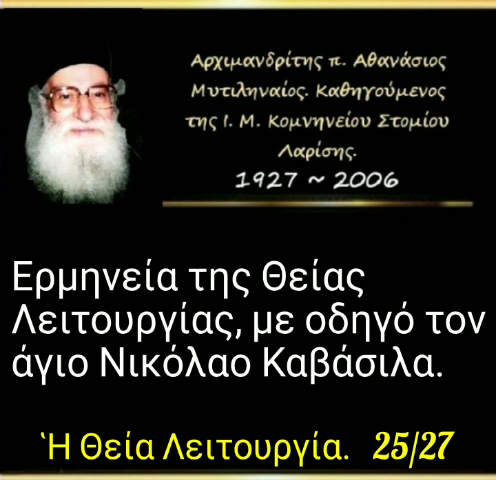 Αρχιμανδρίτης π. Αθανάσιος
Μυτιληναίος. Καθηγούμενος
της Ι. Μ. Κομνηνείου Στομίου
Λαρίσης.
1927 ~ 2006
Ερμηνεία της Θείας
Λειτουργίας, με οδηγό τον
άγιο Νικόλαο Καβάσιλα.
Ἡ Θεία Λειτουργία. 25/27